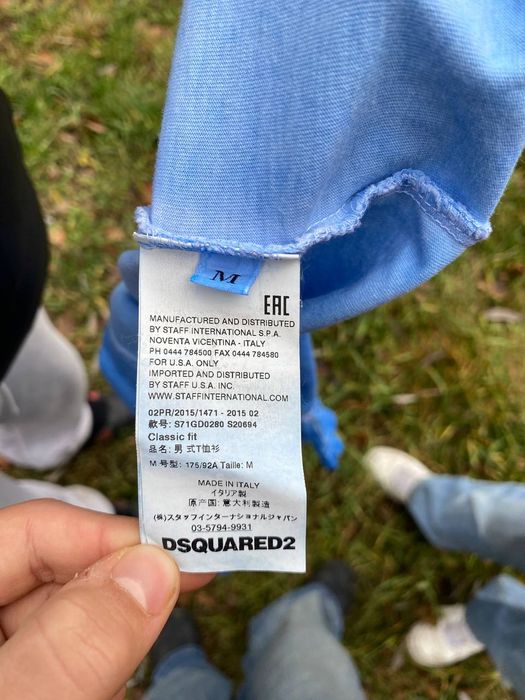 M
EAC
MANUFACTURED AND DISTRIBUTED
BY STAFF INTERNATIONAL S.P.A.
NOVENTA VICENTINA - ITALY
PH 0444 784500 FAX 0444 784580
FOR U.S.A. ONLY
IMPORTED AND DISTRIBUTED
BY STAFF U.S.A. INC.
WWW.STAFFINTERNATIONAL.COM
02PR/2015/1471 - 2015 02
款号: S71GD0280 S20694
Classic fit
品名: 男 式T恤衫
M 号型: 175/92A Taille: M
MADE IN ITALY
イタリア製
原产国: 意大利製造
(株)スタッフインターナショナルジャパン
03-5794-9931
DSQUARED2